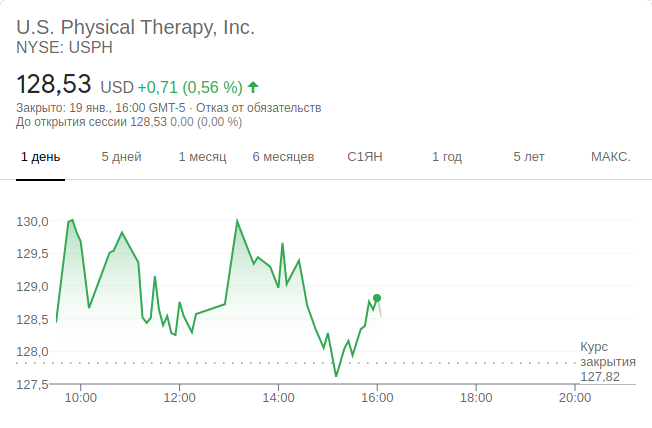 U.S. Physical Therapy, Inc.
NYSE: USPH
128,53 USD +0,71 (0,56 %)
Закрыто: 19 янв., 16:00 GMT-5 · Отказ от обязательств
До открытия сессии 128,53 0,00 (0,00 %)
1 день 5 дней 1 месяц 6 месяцев С1ЯН 1 год 5 лет МАКС.
130,0
129,5
129,0
128,5
128,0
127,5
Курс
закрытия
127,82
10:00 12:00 14:00 16:00 18:00 20:00